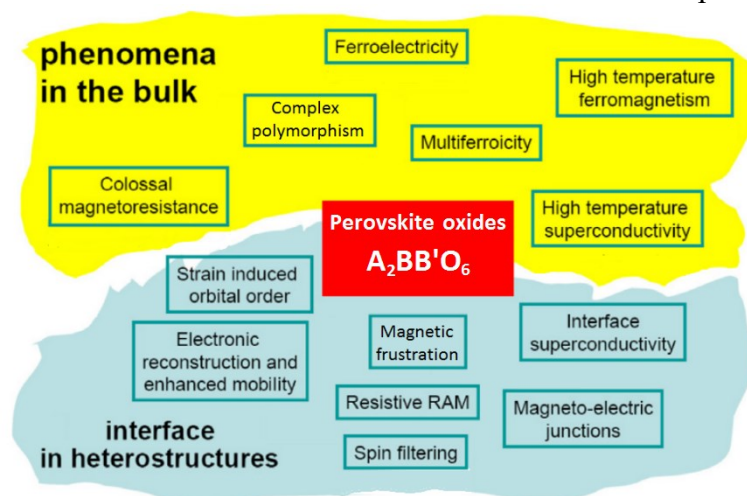 phenomena
in the bulk
Ferroelectricity
High temperature
ferromagnetism
Complex
polymorphism
Multiferroicity
Colossal
magnetoresistance
High temperature
superconductivity
Perovskite oxides
A₂BB'O₆
Strain induced
orbital order
Electronic
reconstruction and
enhanced mobility
Magnetic
frustration
Interface
superconductivity
Resistive RAM
Magneto-electric
junctions
Spin filtering
interface
in heterostructures